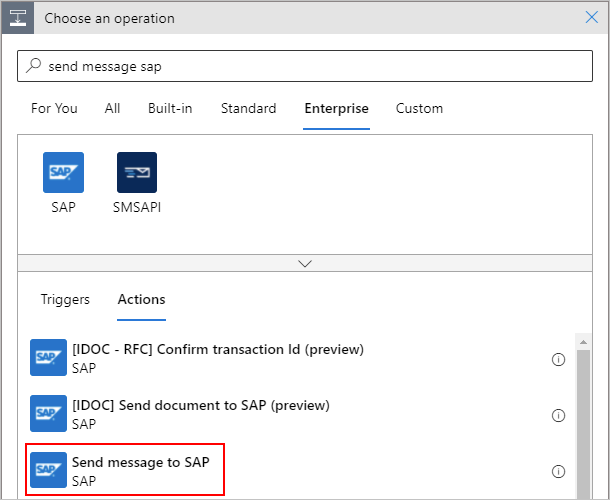 Choose an operation
send message sap
For You All Built-in Standard Enterprise Custom
SAP
SAP SMSAPI
Triggers Actions
SAP [IDOC - RFC] Confirm transaction Id (preview)
SAP
SAP [IDOC] Send document to SAP (preview)
SAP
SAP Send message to SAP
SAP